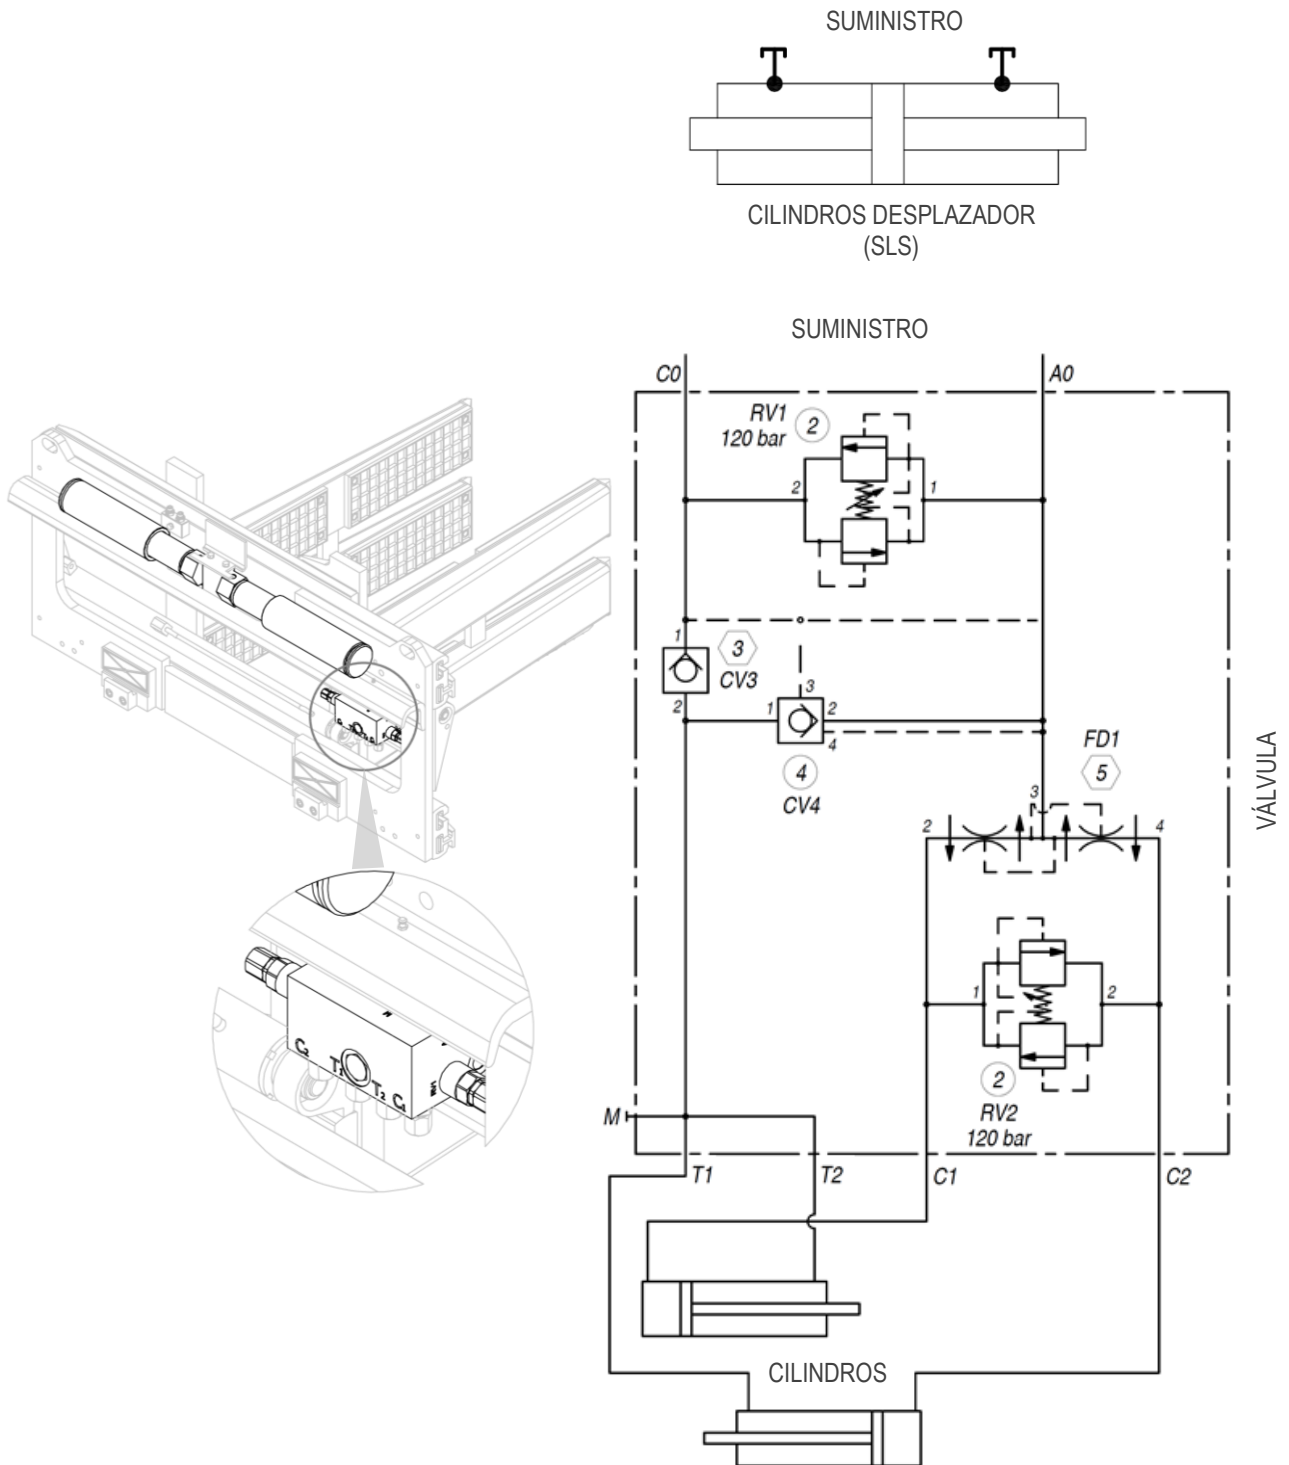 SUMINISTRO
CILINDROS DESPLAZADOR
(SLS)
SUMINISTRO
C0
A0
RV1
120 bar
2
2
1
1
3
CV3
2
3
1
2
4
4
CV4
FD1
5
3
2
4
VÁLVULA
1
2
2
RV2
120 bar
M
T1
T2
C1
C2
CILINDROS
C2
T1
T2
C1
M